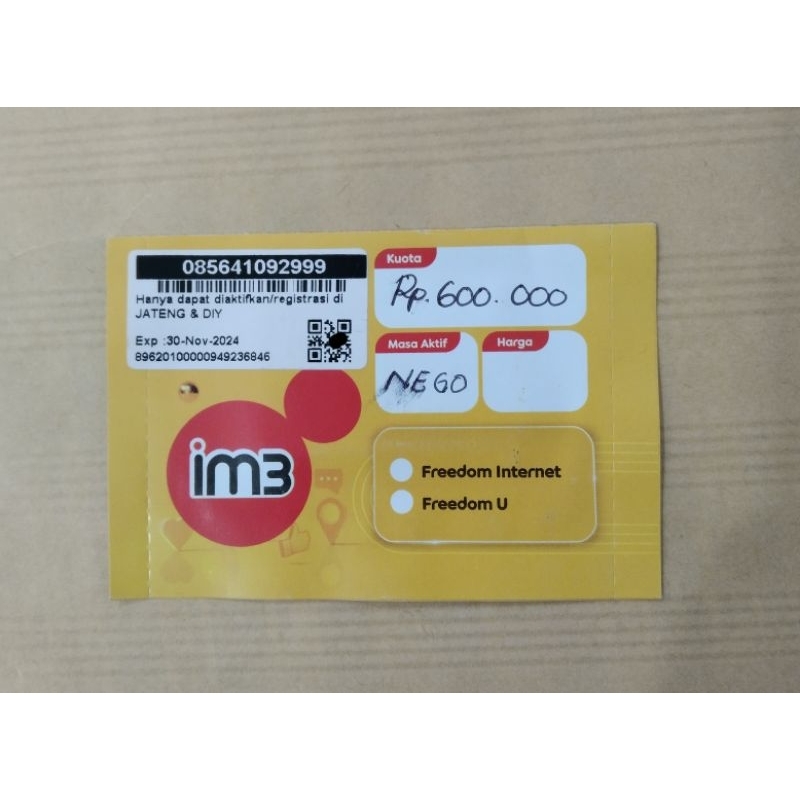 085641092999
Hanya dapat diaktifkan/registrasi di
JATENG & DIY
Exp :30-Nov-2024
89620100000949236846
Kuota
Rp. 600.000
Masa Aktif
NEGO
Harga
im3
Freedom Internet
Freedom U